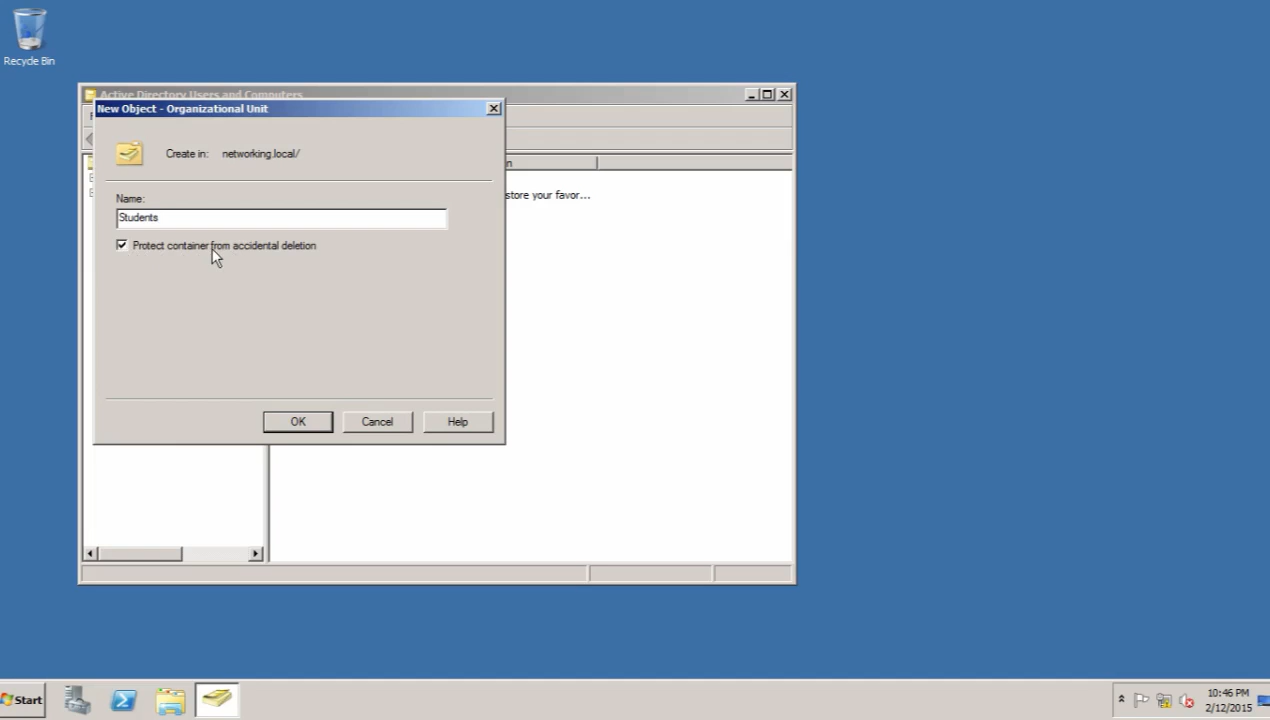 Recycle Bin
Active Directory Users and Computers
New Object - Organizational Unit
Create in: networking.local/
Name:
Students
Protect container from accidental deletion
store your favor...
OK
Cancel
Help
Start
10:46 PM
2/12/2015